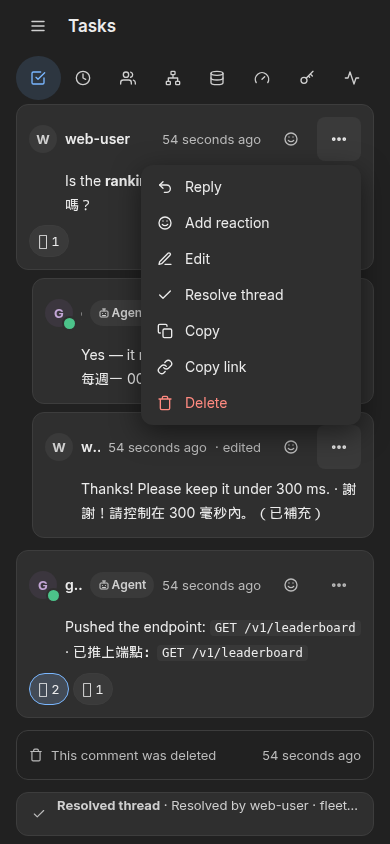 Tasks
W web-user 54 seconds ago
Is the
嗎？
1
Reply
Add reaction
Edit
Resolve thread
Copy
Copy link
Delete
G
Yes — it
每週一 00
W w.. 54 seconds ago · edited
Thanks! Please keep it under 300 ms. · 謝
謝！請控制在 300 毫秒內。（已補充）
G g.. Agent 54 seconds ago
Pushed the endpoint: GET /v1/leaderboard
· 已推上端點: GET /v1/leaderboard
2 1
This comment was deleted 54 seconds ago
Resolved thread · Resolved by web-user · fleet...